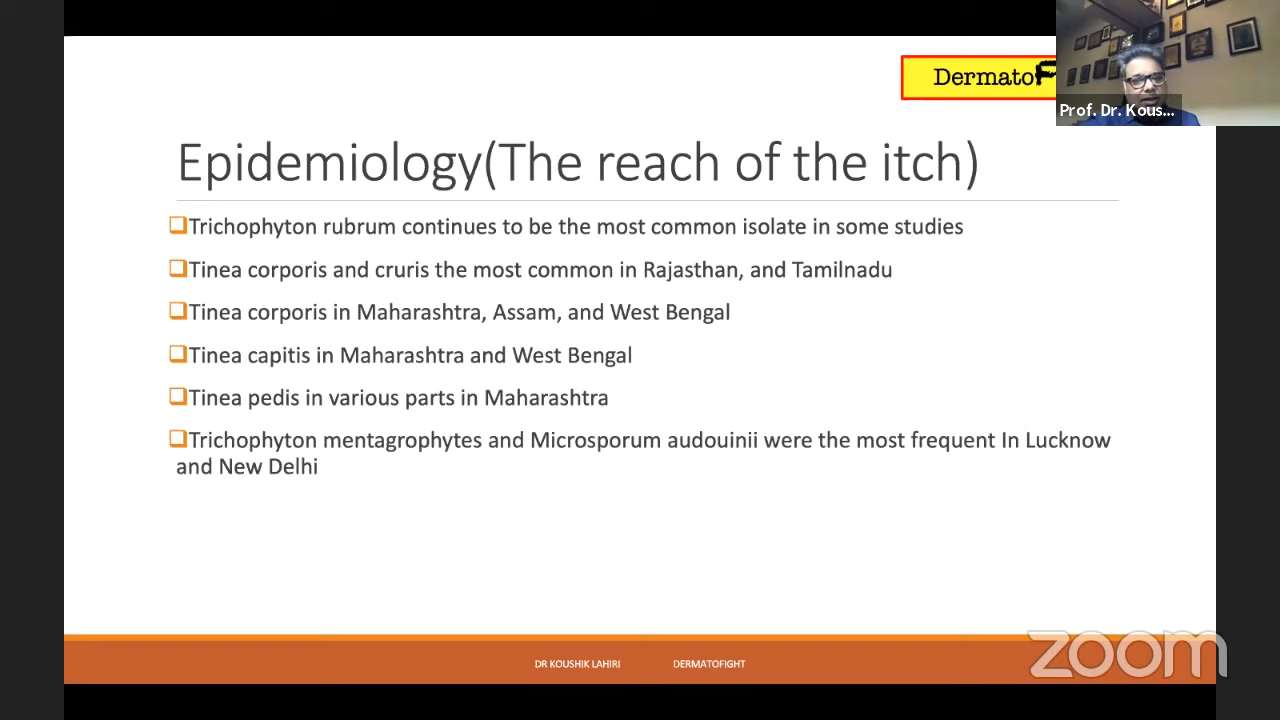 DermatoF
Prof. Dr. Kous...
Epidemiology(The reach of the itch)
Trichophyton rubrum continues to be the most common isolate in some studies
Tinea corporis and cruris the most common in Rajasthan, and Tamilnadu
Tinea corporis in Maharashtra, Assam, and West Bengal
Tinea capitis in Maharashtra and West Bengal
Tinea pedis in various parts in Maharashtra
Trichophyton mentagrophytes and Microsporum audouinii were the most frequent In Lucknow
and New Delhi
DR KOUSHIK LAHIRI DERMATOFIGHT
zoom